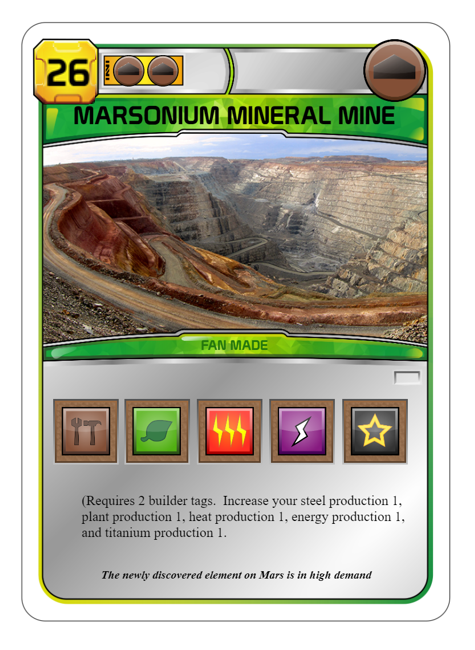 26
MARSONIUM MINERAL MINE
FAN MADE
(Requires 2 builder tags. Increase your steel production 1,
plant production 1, heat production 1, energy production 1,
and titanium production 1.
The newly discovered element on Mars is in high demand